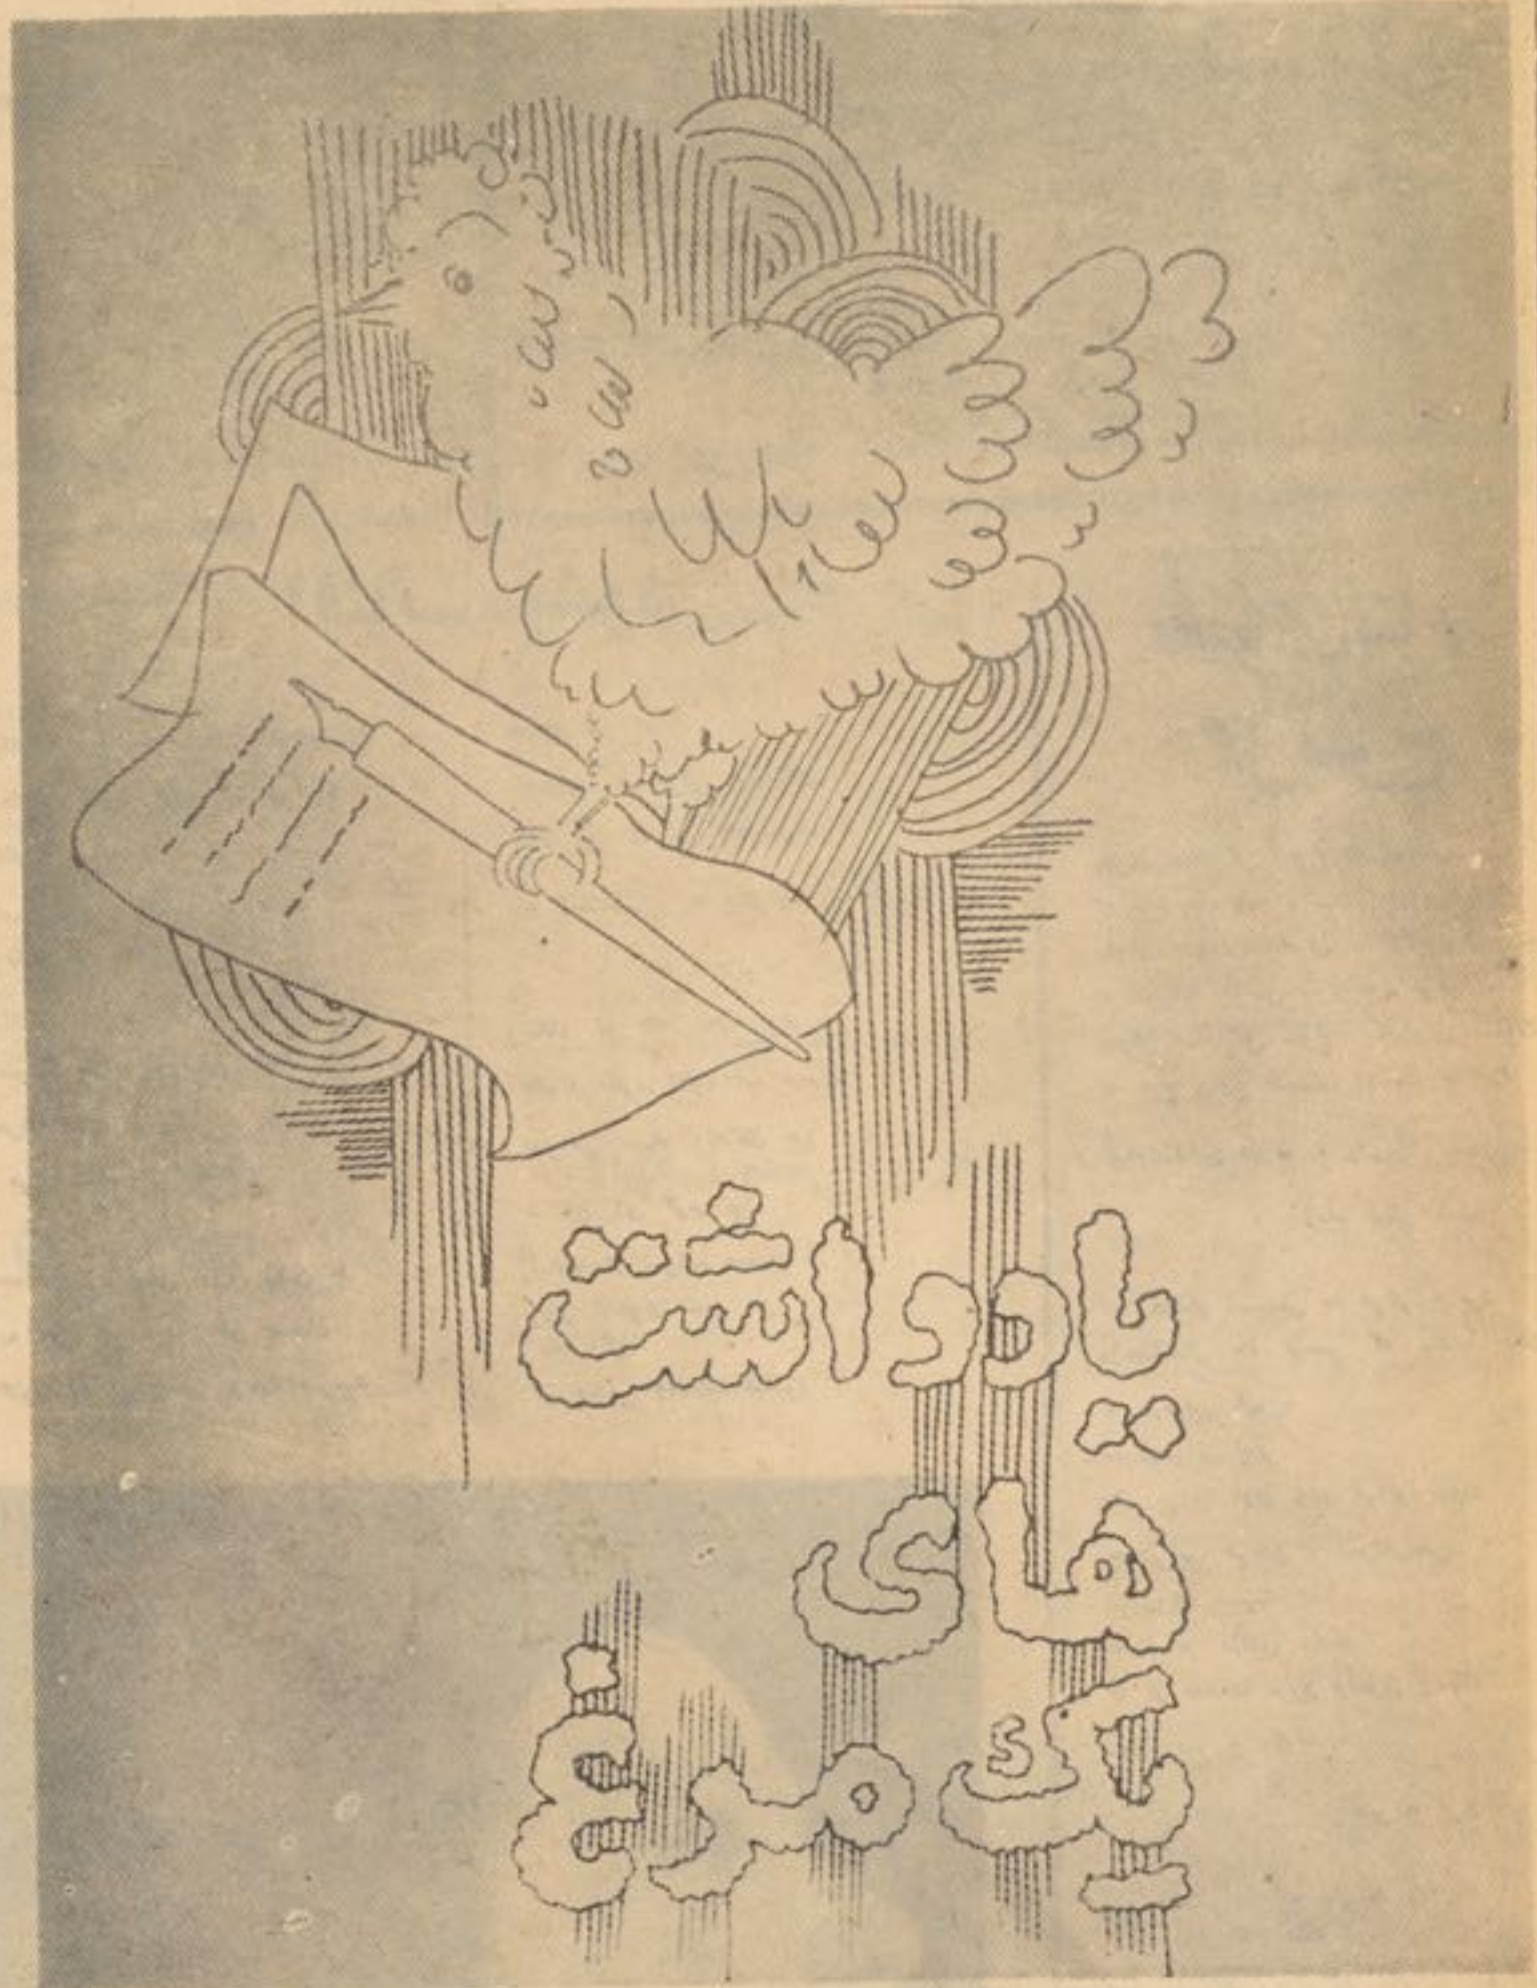 یادداشت
های
یک مرغ